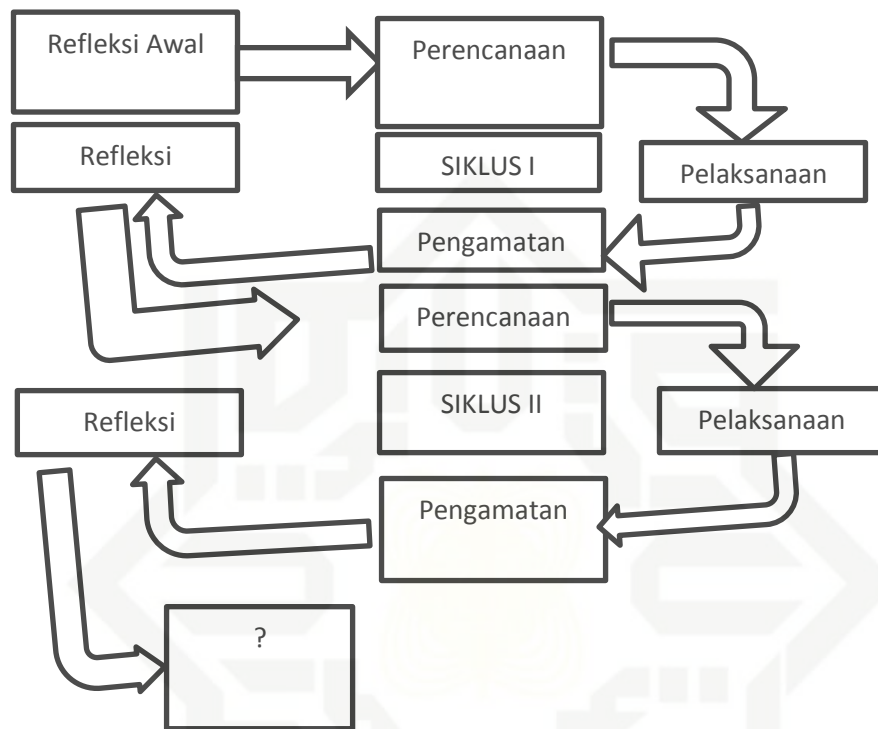 Refleksi Awal
Perencanaan
Refleksi
SIKLUS I
Pelaksanaan
Pengamatan
Perencanaan
Refleksi
SIKLUS II
Pelaksanaan
Pengamatan
?